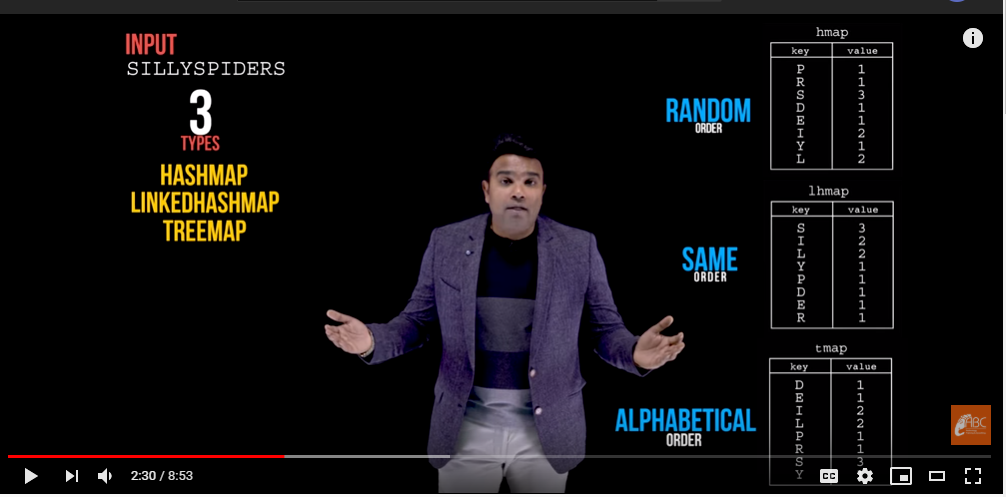 INPUT
SILLYSPIDERS
3
TYPES
HASHMAP
LINKEDHASHMAP
TREEMAP
RANDOM
ORDER
hmap
key value
P 1
R 1
S 3
D 1
E 1
I 2
Y 1
L 2
SAME
ORDER
lhmap
key value
S 3
I 2
L 2
Y 1
P 1
D 1
E 1
R 1
ALPHABETICAL
ORDER
tmap
key value
D 1
E 1
I 2
L 2
P 1
R 1
S 3
Y
ABC
2:30 / 8:53
CC